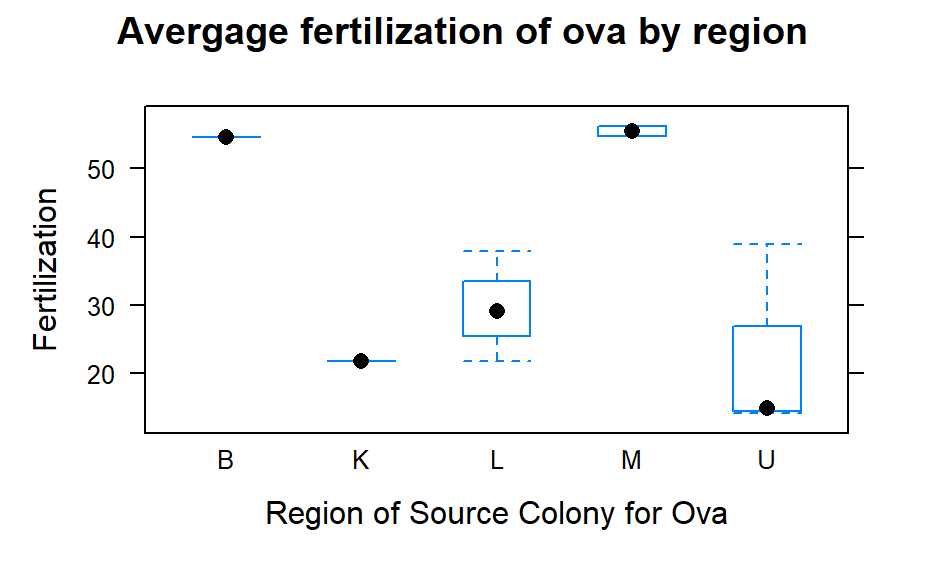 Avergage fertilization of ova by region
Fertilization
50
40
30
20
B K L M U
Region of Source Colony for Ova